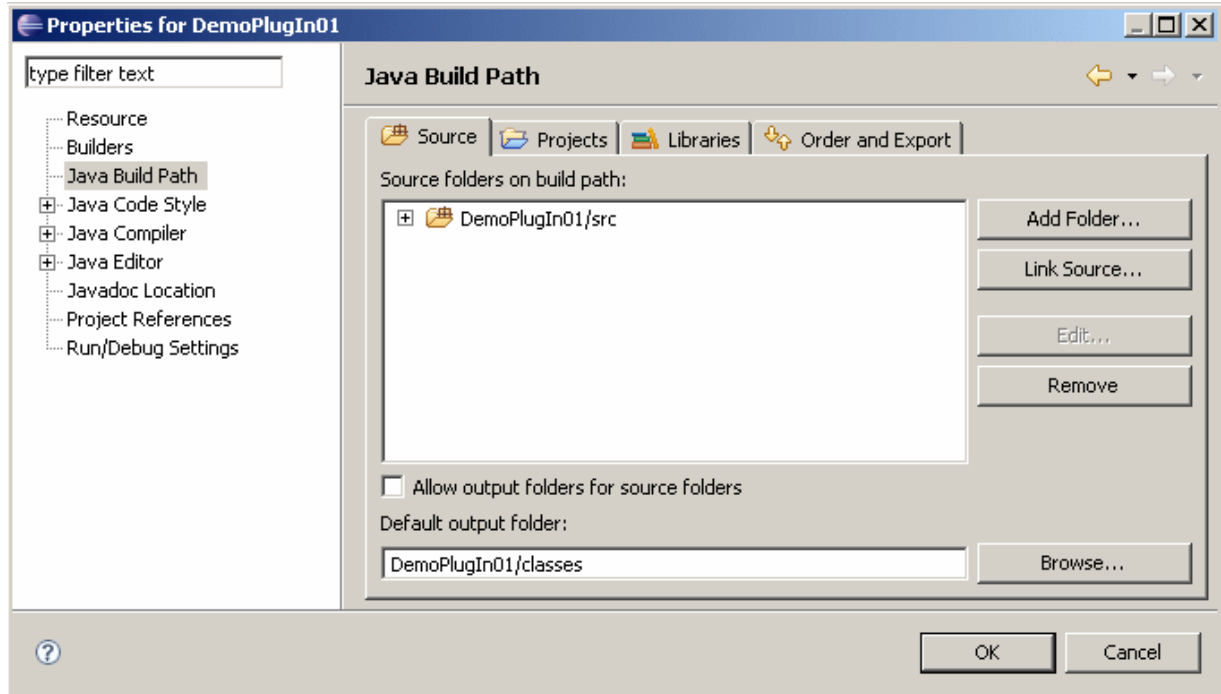 Properties for DemoPlugIn01
type filter text
Resource
Builders
Java Build Path
Java Code Style
Java Compiler
Java Editor
Javadoc Location
Project References
Run/Debug Settings
Java Build Path
Source
Projects
Libraries
Order and Export
Source folders on build path:
DemoPlugIn01/src
Add Folder...
Link Source...
Edit...
Remove
Allow output folders for source folders
Default output folder:
DemoPlugIn01/classes
Browse...
OK
Cancel